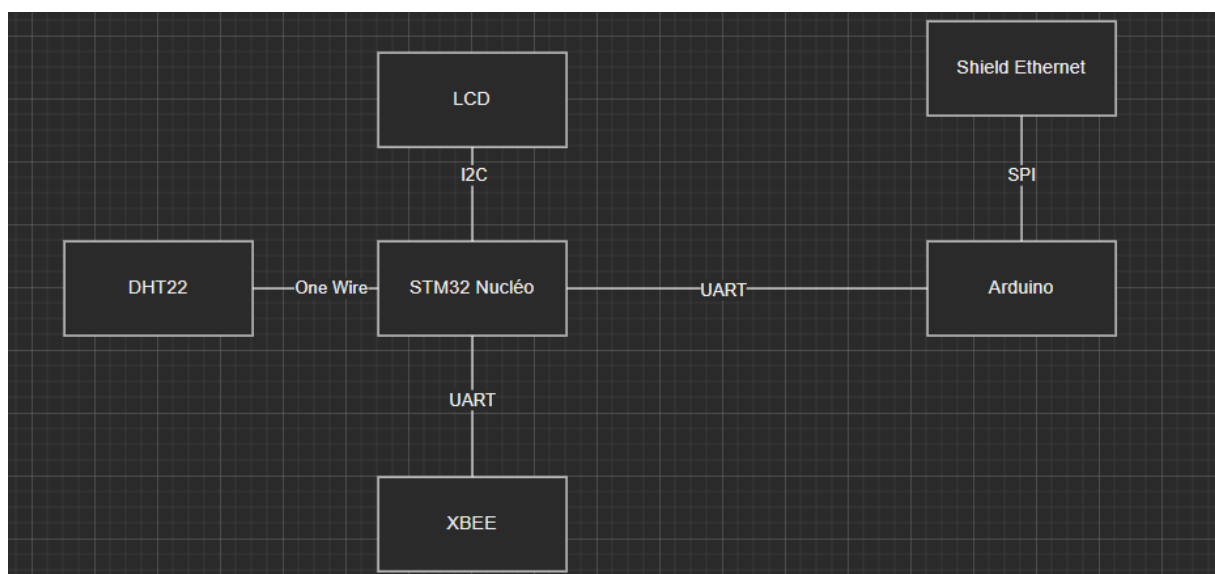 Shield Ethernet
LCD
I2C
SPI
DHT22
One Wire
STM32 Nucléo
UART
Arduino
UART
XBEE